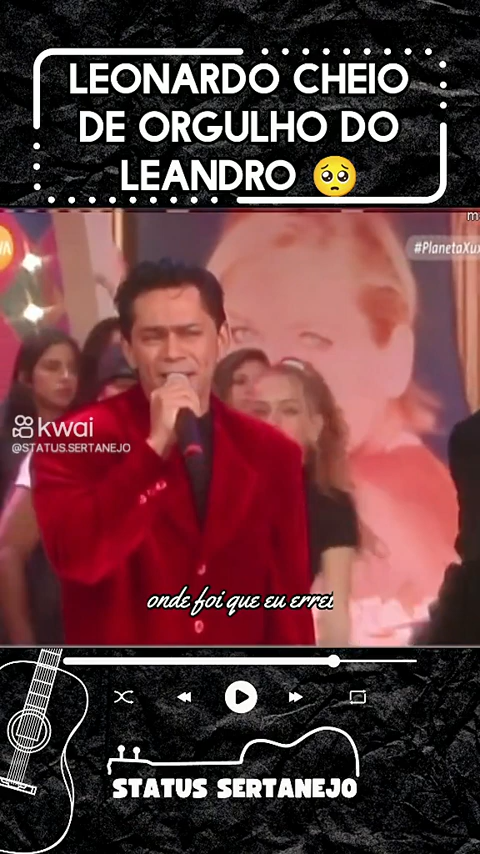 LEONARDO CHEIO
DE ORGULHO DO
LEANDRO 🥺
#PlanetaXux
kwai
@STATUS.SERTANEJO
onde foi que eu errei
STATUS SERTANEJO